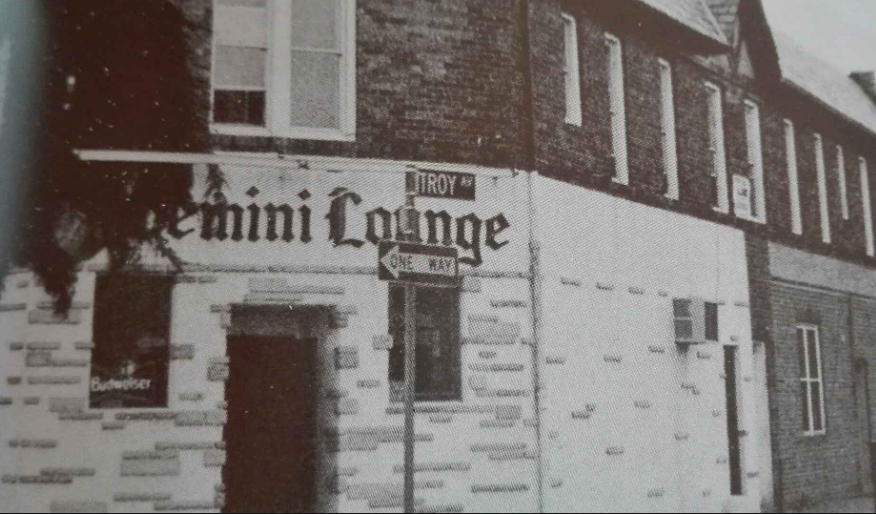 TROY AV
emini Lounge
ONE WAY
Budweiser